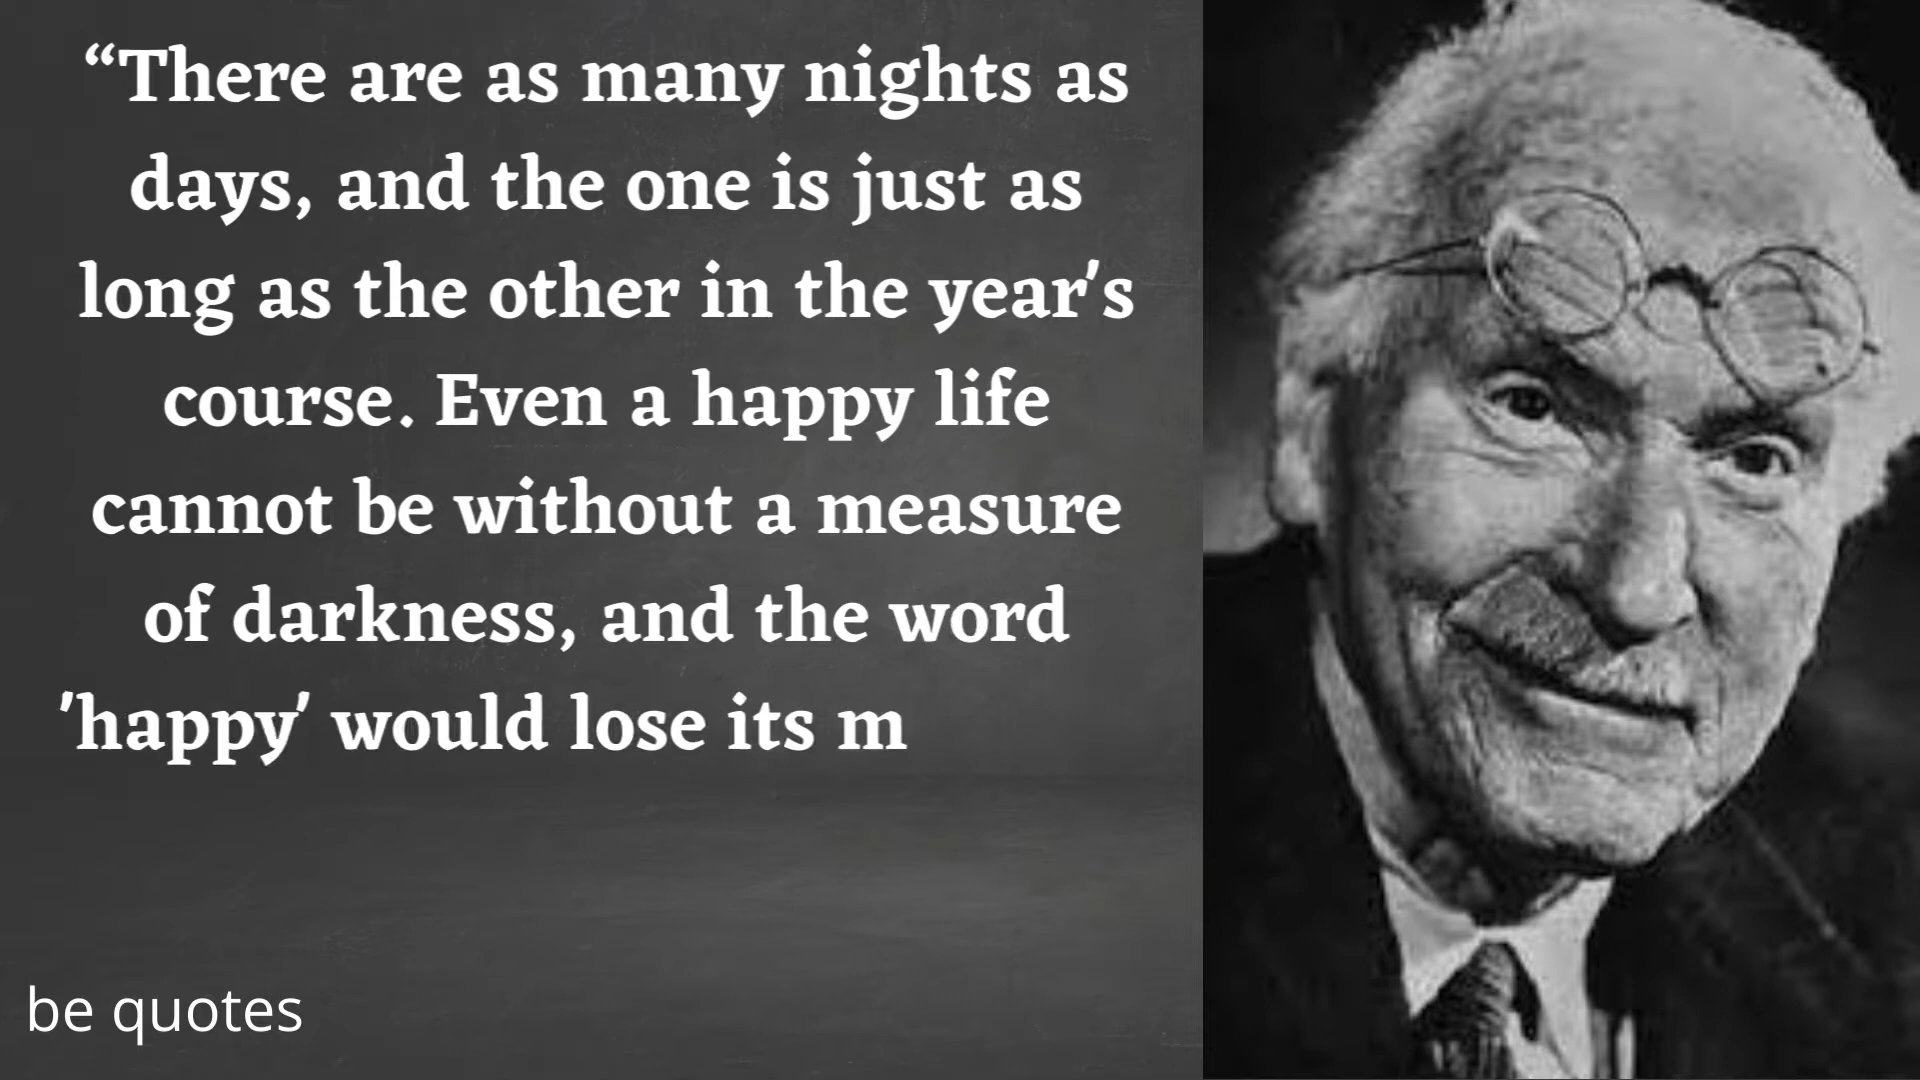 “There are as many nights as
days, and the one is just as
long as the other in the year's
course. Even a happy life
cannot be without a measure
of darkness, and the word
'happy' would lose its m
be quotes